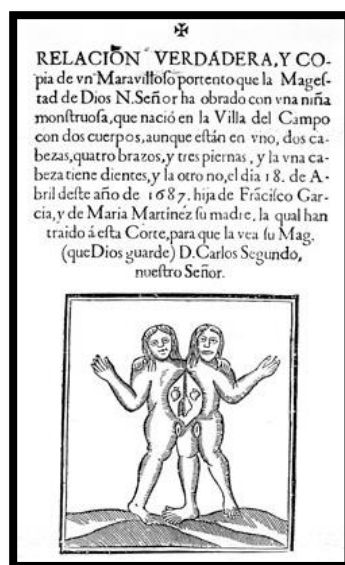 RELACION VERDADERA, Y CO-
pia de vn Marauilloſo portento que la Mageſ-
tad de Dios N. Señor ha obrado con vna niña
monſtruoſa, que nació en la Villa del Campo
con dos cuerpos, aunque eſtán en vno, dos ca-
bezas, quatro brazos, y tres piernas, y la vna ca-
beza tiene dientes, y la otro no, el dia 18. de A-
bril deſte año de 1687. hija de Frãciſco Gar-
cia, y de Maria Martinez ſu madre, la qual han
traido á eſta Corte, para que la vea ſu Mag.
(que Dios guarde) D. Carlos Segundo,
nueſtro Señor.